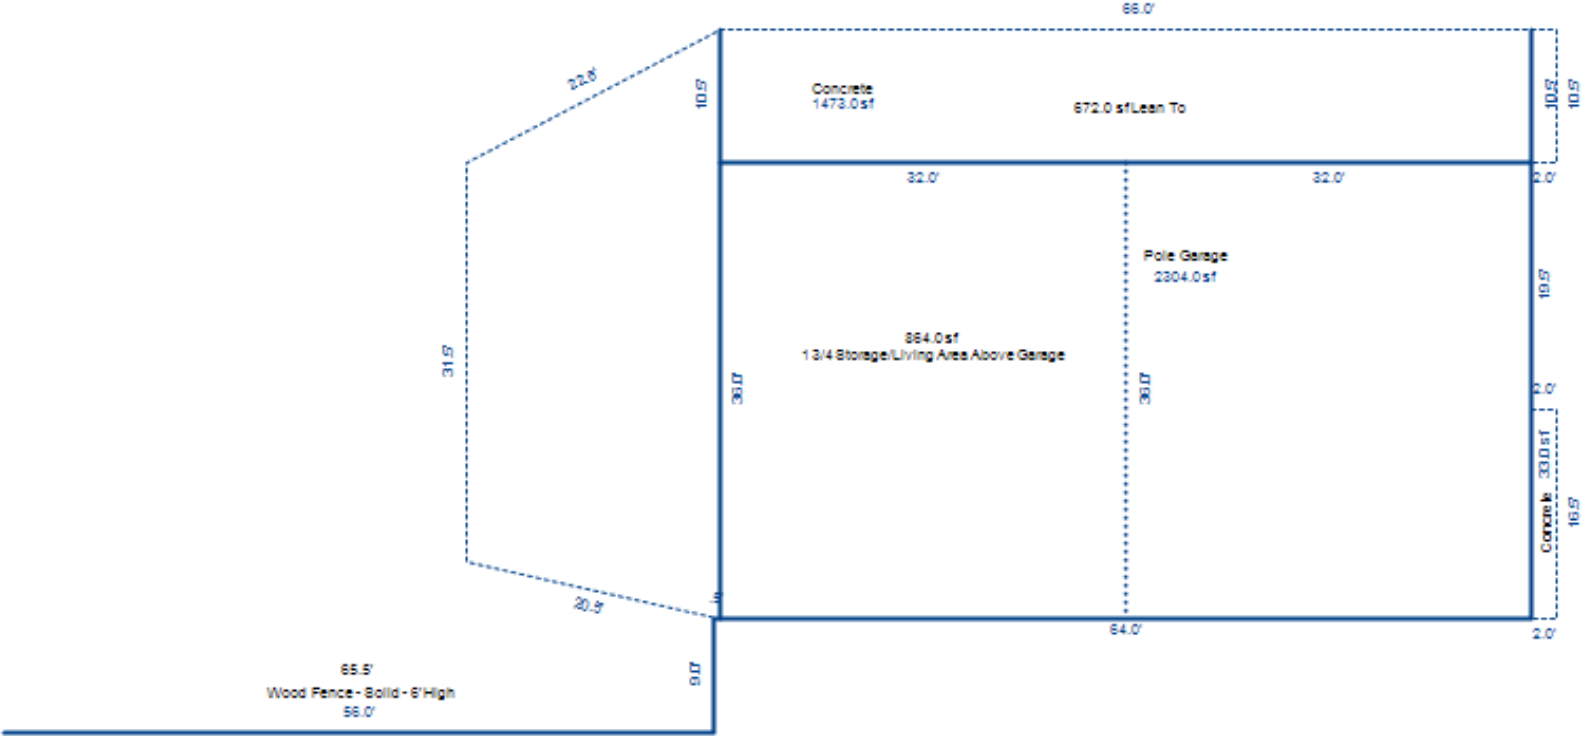 66.0'
22.6'
10.5'
Concrete
1473.0 sf
672.0 sf Lean To
10.5'
10.5'
32.0'
32.0'
2.0'
Pole Garage
2304.0 sf
19.5'
864.0 sf
1 3/4 Storage/Living Area Above Garage
31.5'
36.0'
36.0'
2.0'
Concrete 33.0 sf
16.5'
20.5'
64.0'
2.0'
9.0'
65.5'
Wood Fence - Solid - 6' High
56.0'